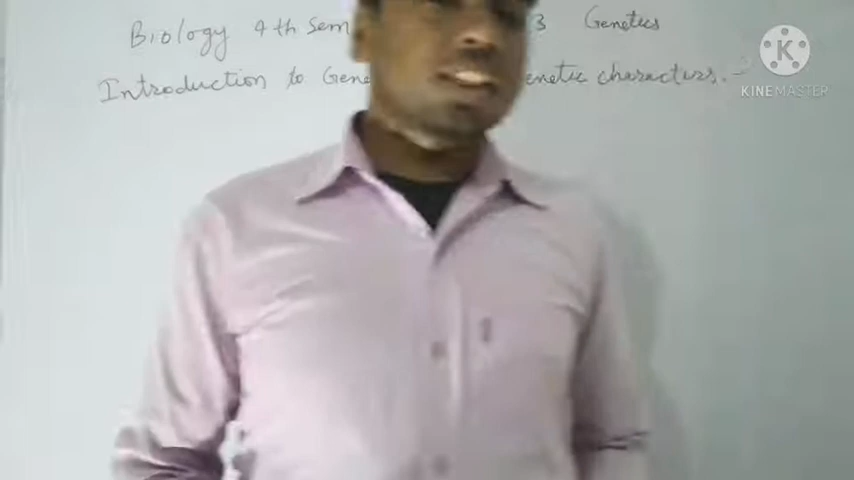 Biology 4th Sem 3 Genetics
Introduction to Gene enetic characters.
KINEMASTER